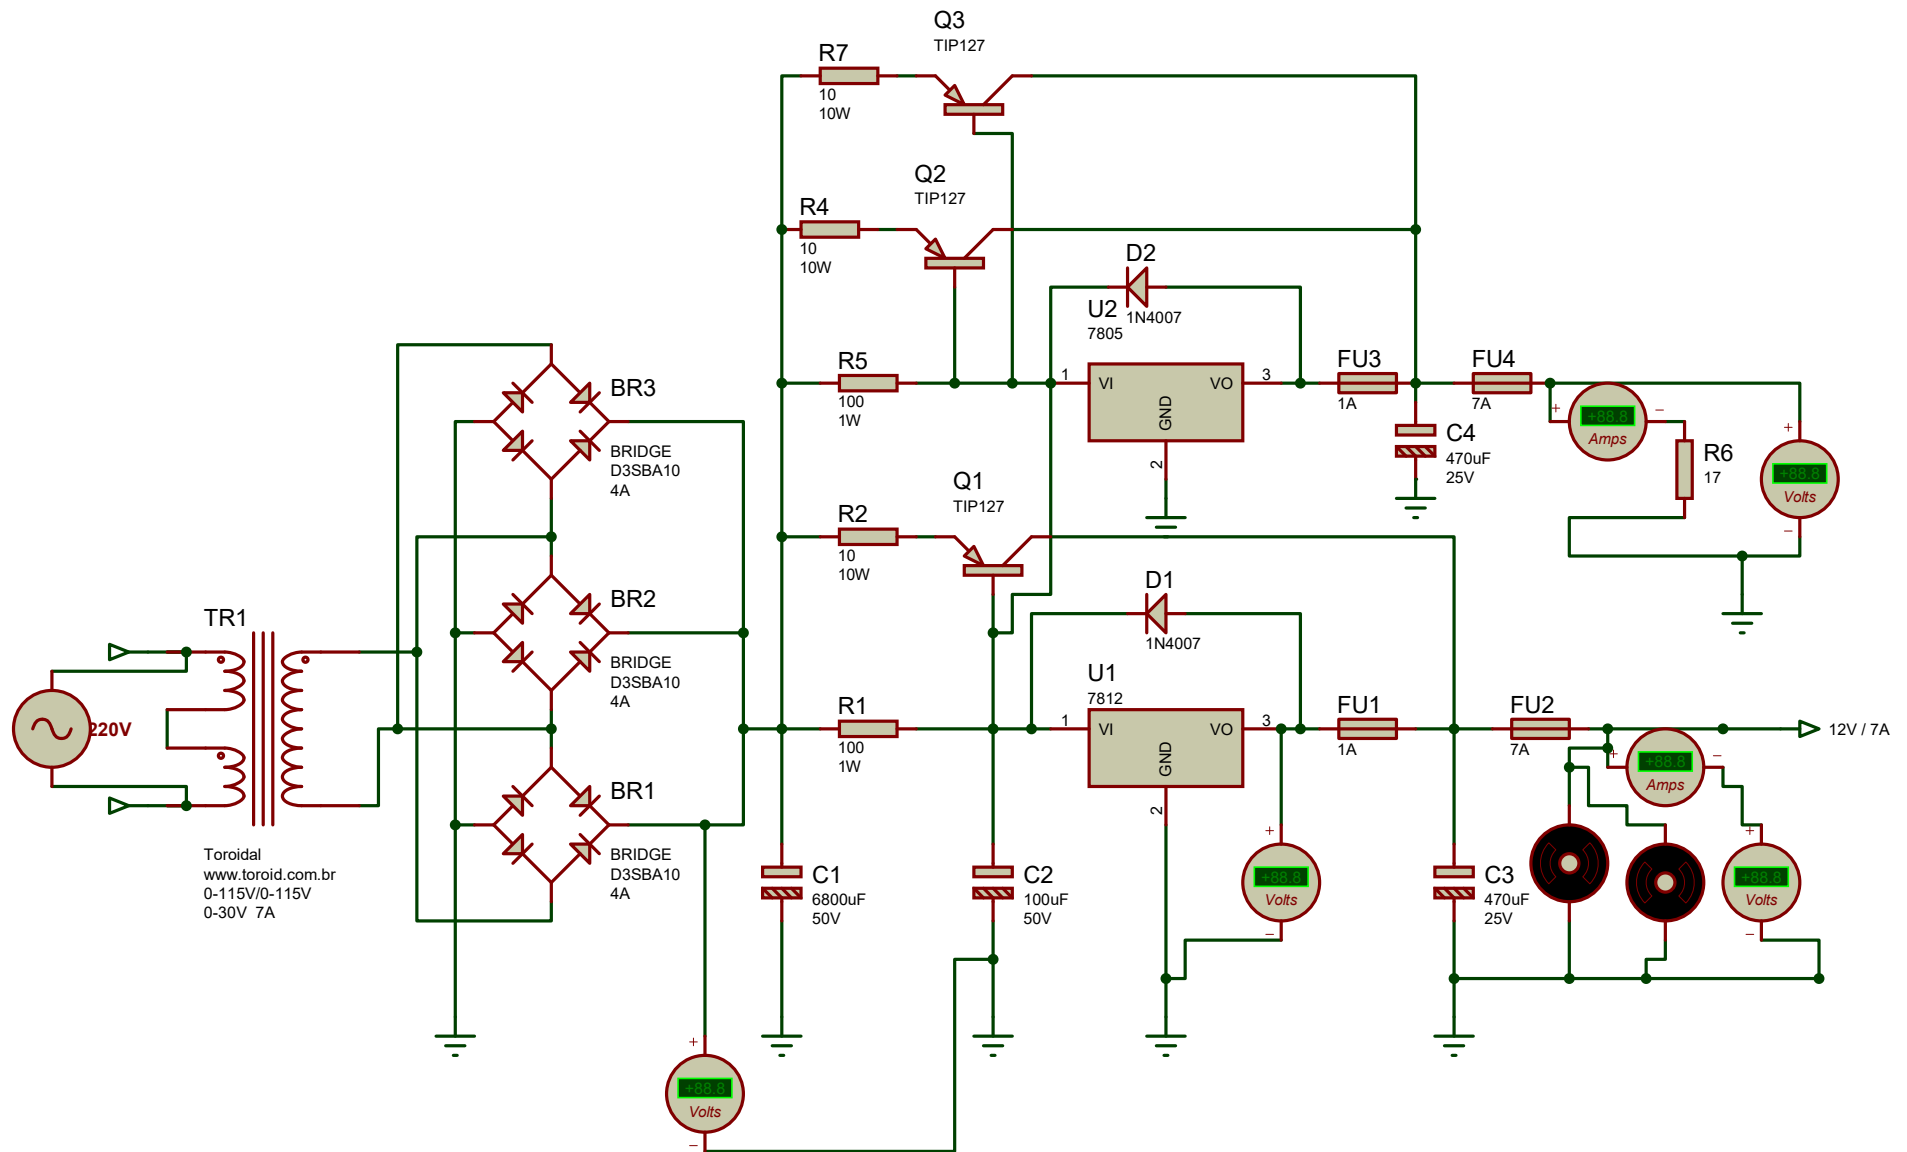 Q3
TIP127
R7
10
10W
Q2
TIP127
R4
10
10W
D2
1N4007
U2
7805
R5
100
1W
1
VI
VO
3
GND
2
FU3
1A
FU4
7A
+
−
+88.8
Amps
C4
470uF
25V
R6
17
+
+88.8
Volts
−
BR3
BRIDGE
D3SBA10
4A
Q1
TIP127
R2
10
10W
D1
1N4007
BR2
BRIDGE
D3SBA10
4A
TR1
220V
Toroidal
www.toroid.com.br
0-115V/0-115V
0-30V 7A
U1
7812
R1
100
1W
1
VI
VO
3
GND
2
FU1
1A
FU2
7A
12V / 7A
+
−
+88.8
Amps
BR1
BRIDGE
D3SBA10
4A
C1
6800uF
50V
C2
100uF
50V
+
+88.8
Volts
−
C3
470uF
25V
+
+88.8
Volts
−
+
+88.8
Volts
−